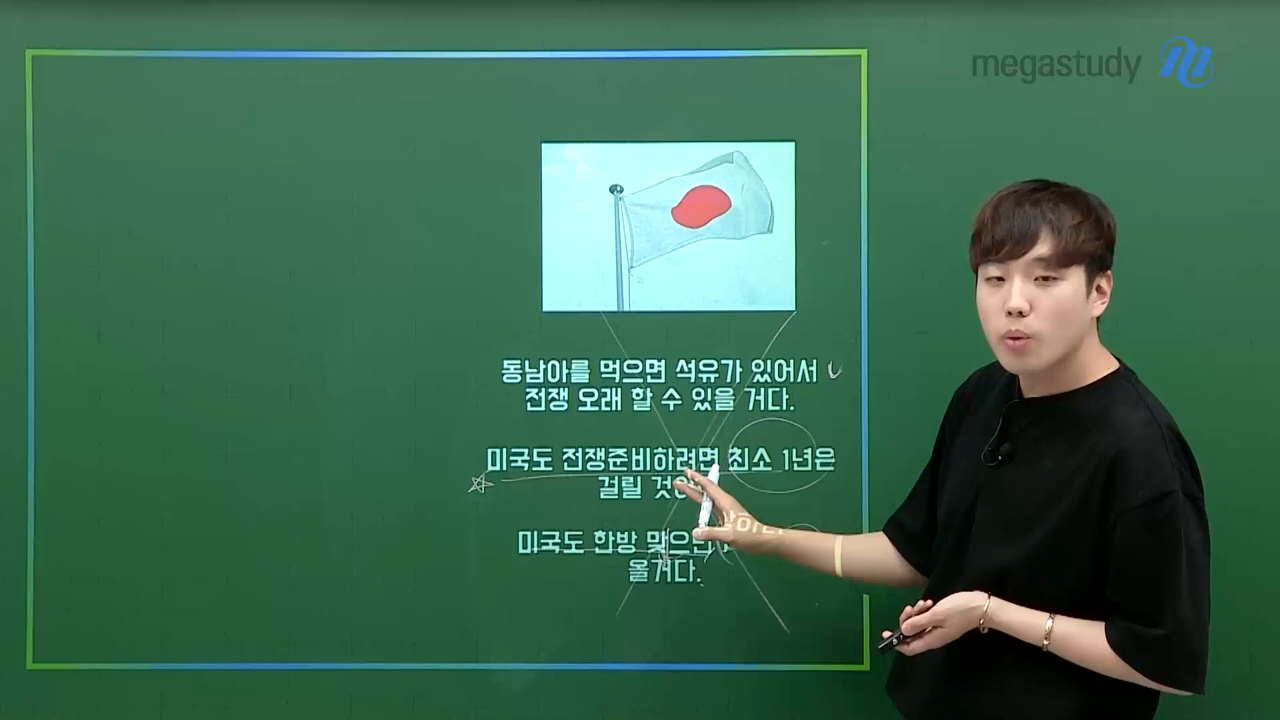 megastudy
동남아를 먹으면 석유가 있어서
전쟁 오래 할 수 있을 거다.
미국도 전쟁준비하려면 최소 1년은
걸릴
미국도 한방 맞으면
올거다.